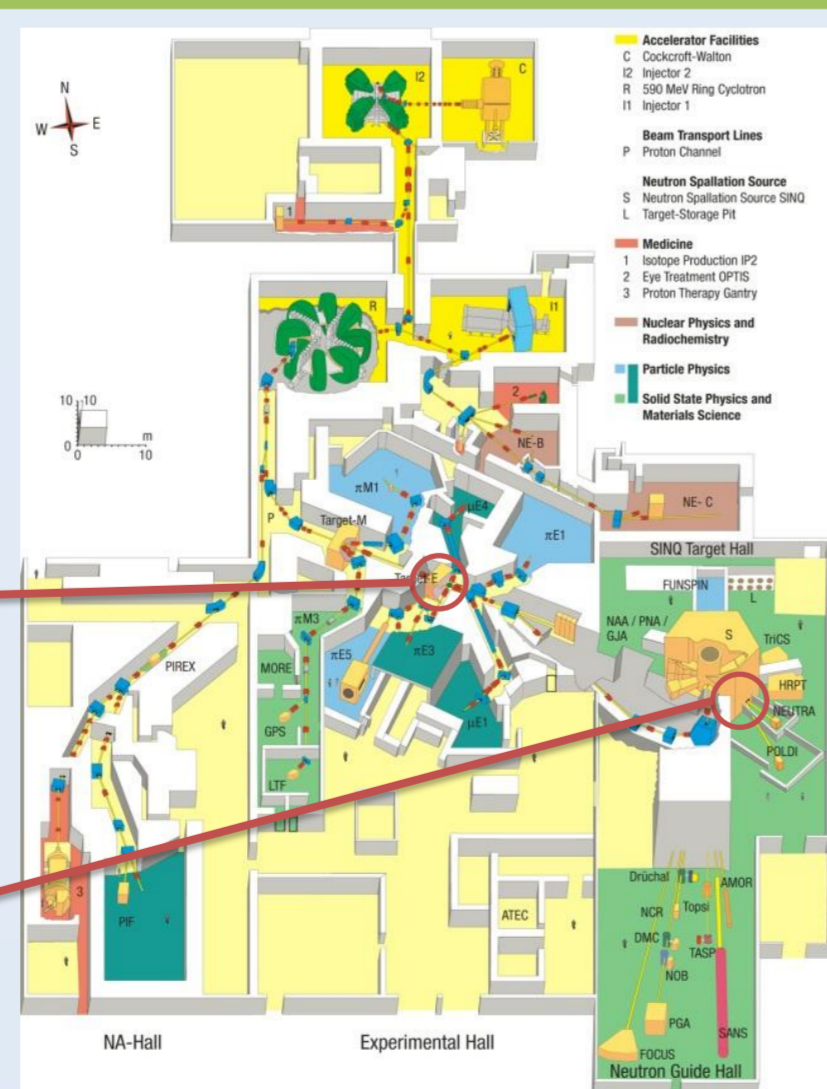 N
W E
S
I2
C
1
R
I1
2
NE-B
10 10
0
0 10
m
πM1
μE4
πE1
NE- C
P
Target-M
Target-E
SINQ Target Hall
FUNSPIN
L
NAA / PNA /
GJA
S
TriCS
HRPT
NEUTRA
POLDI
πM3
PIREX
MORE
πE5
πE3
GPS
μE1
LTF
3
PIF
ATEC
Drüchal
AMOR
NCR
Topsi
DMC
TASP
NOB
PGA
SANS
FOCUS
NA-Hall
Experimental Hall
Neutron Guide Hall
Accelerator Facilities
C Cockcroft-Walton
I2 Injector 2
R 590 MeV Ring Cyclotron
I1 Injector 1
Beam Transport Lines
P Proton Channel
Neutron Spallation Source
S Neutron Spallation Source SINQ
L Target-Storage Pit
Medicine
1 Isotope Production IP2
2 Eye Treatment OPTIS
3 Proton Therapy Gantry
Nuclear Physics and
Radiochemistry
Particle Physics
Solid State Physics and
Materials Science